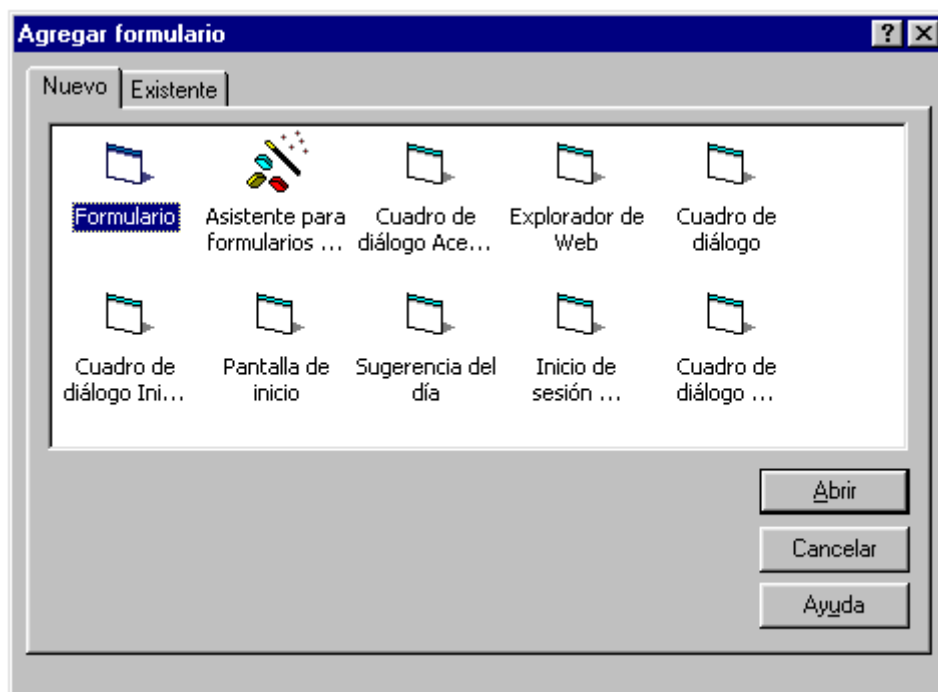 Agregar formulario
Nuevo
Existente
Formulario
Asistente para
formularios ...
Cuadro de
diálogo Ace...
Explorador de
Web
Cuadro de
diálogo
Cuadro de
diálogo Ini...
Pantalla de
inicio
Sugerencia del
día
Inicio de
sesión ...
Cuadro de
diálogo ...
Abrir
Cancelar
Ayuda